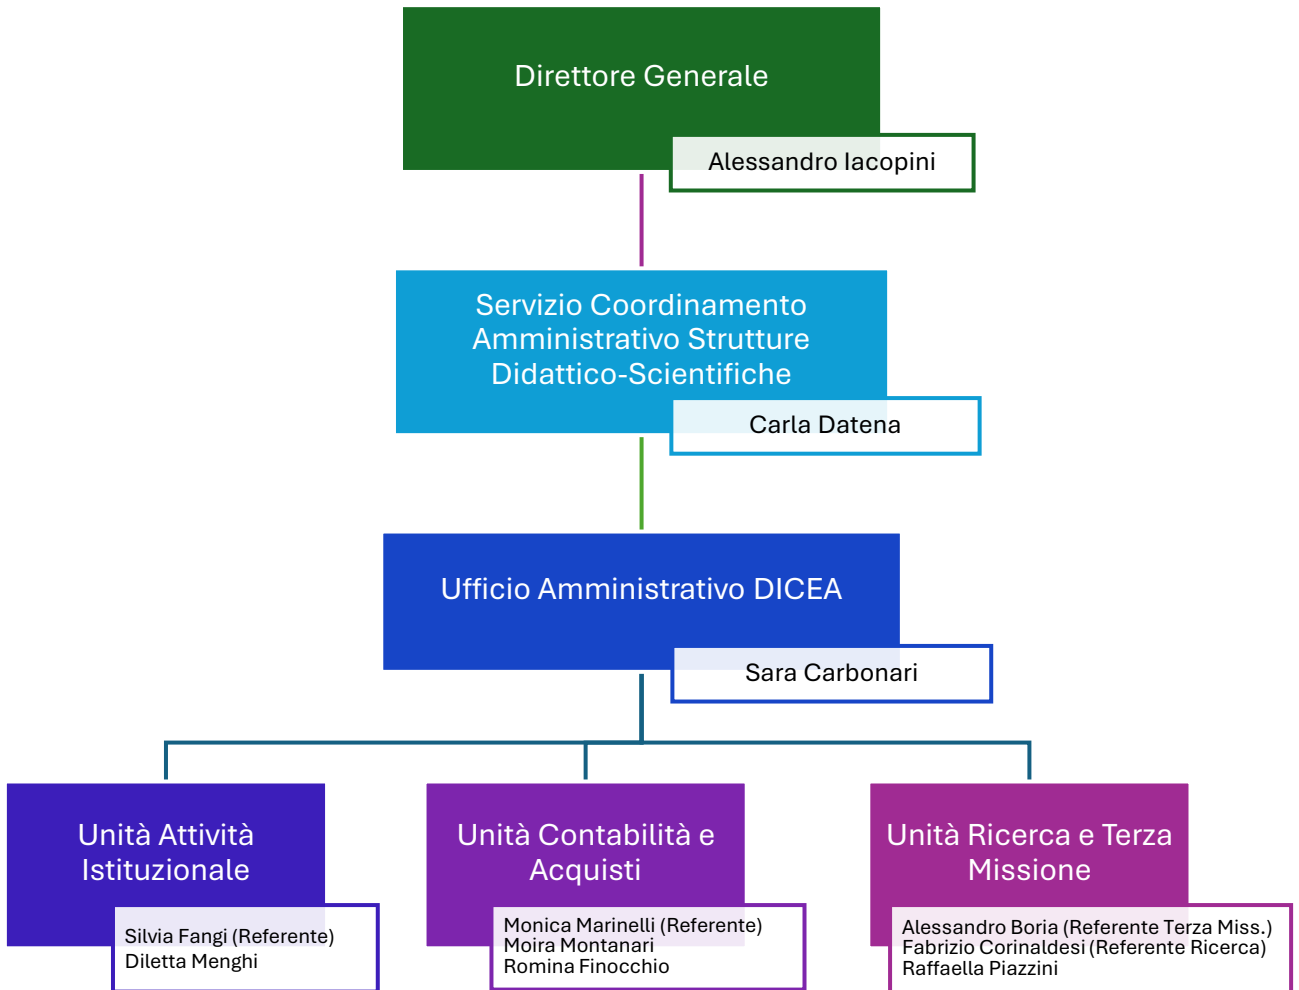 Direttore Generale
Alessandro Iacopini
Servizio Coordinamento
Amministrativo Strutture
Didattico-Scientifiche
Carla Datena
Ufficio Amministrativo DICEA
Sara Carbonari
Unità Attività
Istituzionale
Silvia Fangi (Referente)
Diletta Menghi
Unità Contabilità e
Acquisti
Monica Marinelli (Referente)
Moira Montanari
Romina Finocchio
Unità Ricerca e Terza
Missione
Alessandro Boria (Referente Terza Miss.)
Fabrizio Corinaldesi (Referente Ricerca)
Raffaella Piazzini